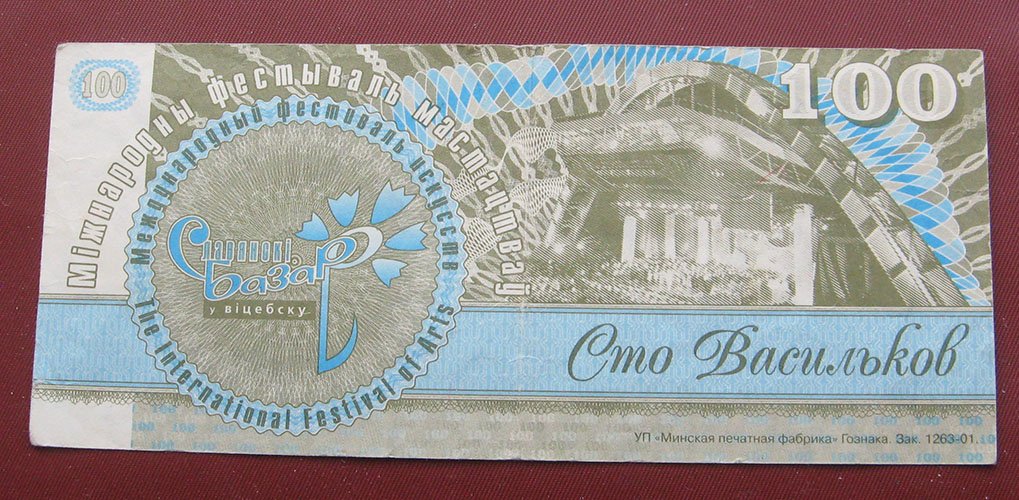 100
Міжнародны фестываль мастацтваў
Международный фестиваль искусств
The International Festival of Arts
Славянскі
базар
у віцебску
100
Сто Васильков
УП «Минская печатная фабрика» Гознака. Зак. 1263-01.